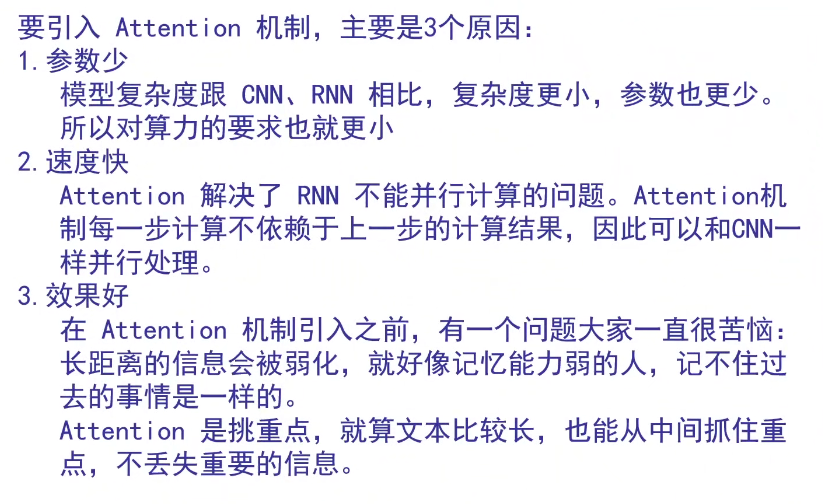 要引入 Attention 机制，主要是3个原因：
1.参数少
模型复杂度跟 CNN、RNN 相比，复杂度更小，参数也更少。
所以对算力的要求也就更小
2.速度快
Attention 解决了 RNN 不能并行计算的问题。Attention机
制每一步计算不依赖于上一步的计算结果，因此可以和CNN一
样并行处理。
3.效果好
在 Attention 机制引入之前，有一个问题大家一直很苦恼：
长距离的信息会被弱化，就好像记忆能力弱的人，记不住过
去的事情是一样的。
Attention 是挑重点，就算文本比较长，也能从中间抓住重
点，不丢失重要的信息。